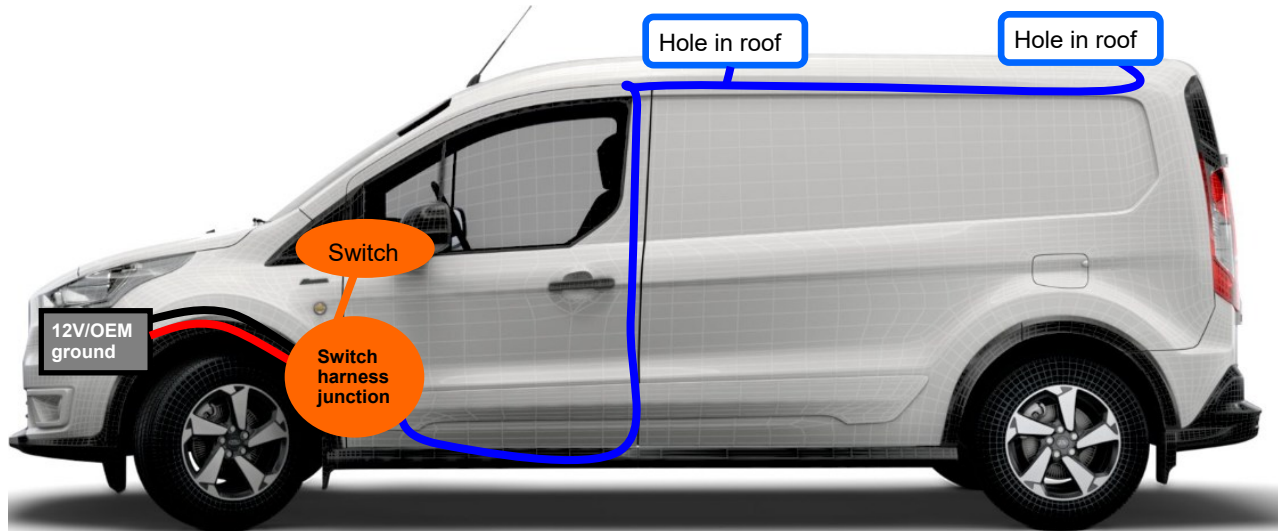 Hole in roof
Hole in roof
Switch
12V/OEM
ground
Switch
harness
junction